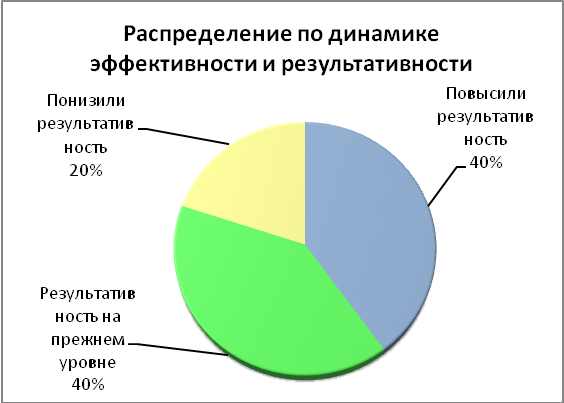 Распределение по динамике
эффективности и результативности
Понизили
результатив
ность
20%
Повысили
результатив
ность
40%
Результатив
ность на
прежнем
уровне
40%